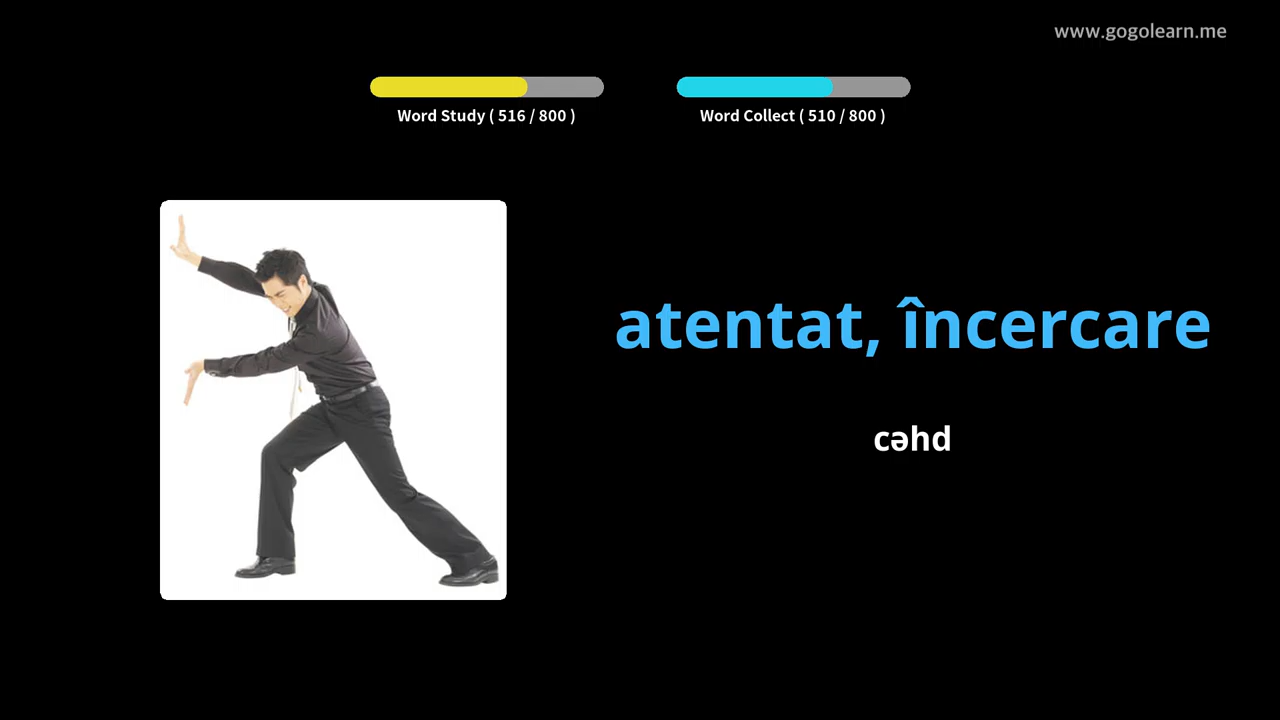 www.gogolearn.me
Word Study ( 516 / 800 )
Word Collect ( 510 / 800 )
atentat, încercare
cəhd